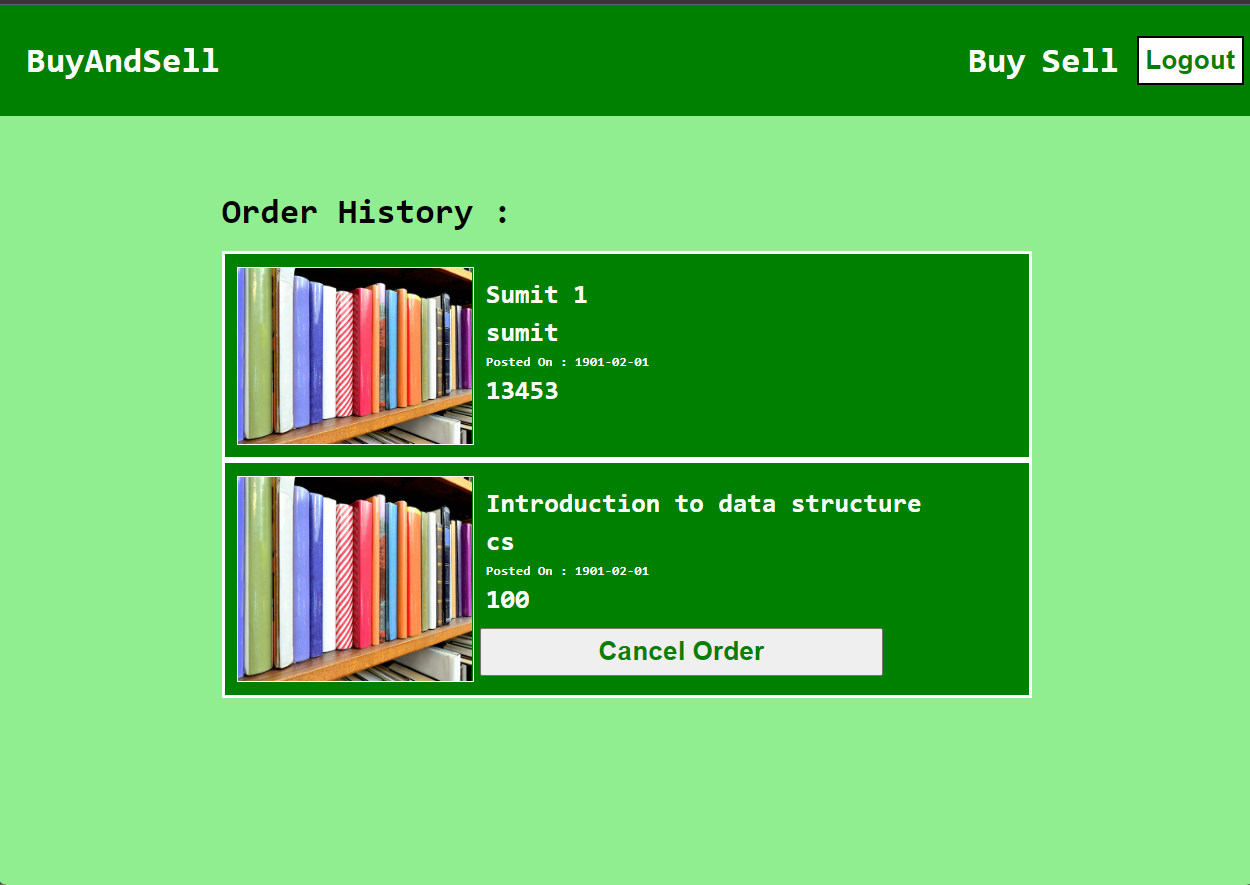 BuyAndSell
Buy Sell Logout
Order History :
Sumit 1
sumit
Posted On : 1901-02-01
13453
Introduction to data structure
cs
Posted On : 1901-02-01
100
Cancel Order